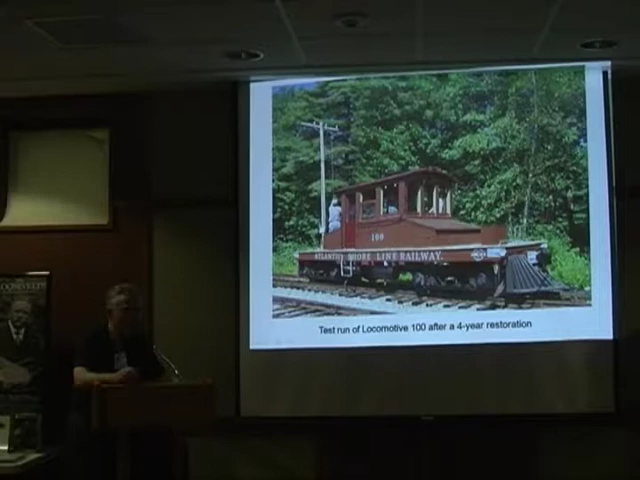 100
ATLANTIC SHORE LINE RAILWAY.
Test run of Locomotive 100 after a 4-year restoration